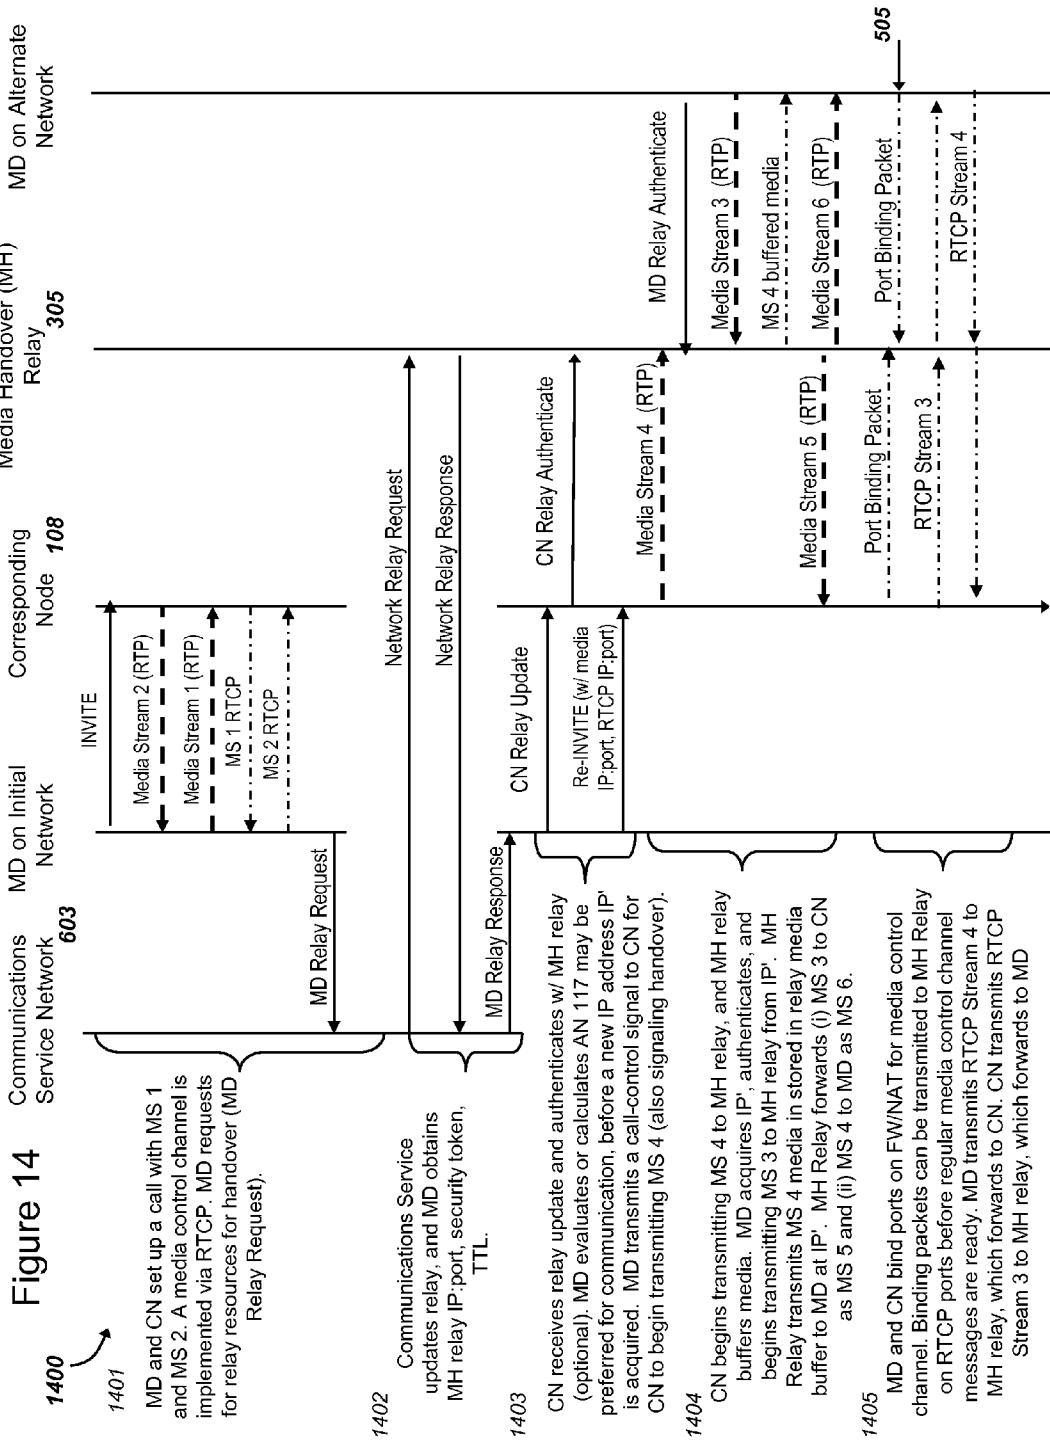 Figure 14
1400
Communications
Service Network
603
MD on Initial
Network
Corresponding
Node
108
Media Handover (MH)
Relay
305
MD on Alternate
Network
1401
MD and CN set up a call with MS 1
and MS 2. A media control channel is
implemented via RTCP. MD requests
for relay resources for handover (MD
Relay Request).
INVITE
Media Stream 2 (RTP)
Media Stream 1 (RTP)
MS 1 RTCP
MS 2 RTCP
MD Relay Request
1402
Communications Service
updates relay, and MD obtains
MH relay IP:port, security token,
TTL.
Network Relay Request
Network Relay Response
MD Relay Response
1403
CN receives relay update and authenticates w/ MH relay
(optional). MD evaluates or calculates AN 117 may be
preferred for communication, before a new IP address IP'
is acquired. MD transmits a call-control signal to CN for
CN to begin transmitting MS 4 (also signaling handover).
CN Relay Update
CN Relay Authenticate
Re-INVITE (w/ media
IP:port, RTCP IP:port)
1404
CN begins transmitting MS 4 to MH relay, and MH relay
buffers media. MD acquires IP', authenticates, and
begins transmitting MS 3 to MH relay from IP'. MH
Relay transmits MS 4 media in stored in relay media
buffer to MD at IP'. MH Relay forwards (i) MS 3 to CN
as MS 5 and (ii) MS 4 to MD as MS 6.
Media Stream 4 (RTP)
MD Relay Authenticate
Media Stream 3 (RTP)
MS 4 buffered media
Media Stream 5 (RTP)
Media Stream 6 (RTP)
1405
MD and CN bind ports on FW/NAT for media control
channel. Binding packets can be transmitted to MH Relay
on RTCP ports before regular media control channel
messages are ready. MD transmits RTCP Stream 4 to
MH relay, which forwards to CN. CN transmits RTCP
Stream 3 to MH relay, which forwards to MD
Port Binding Packet
Port Binding Packet
505
RTCP Stream 3
RTCP Stream 4